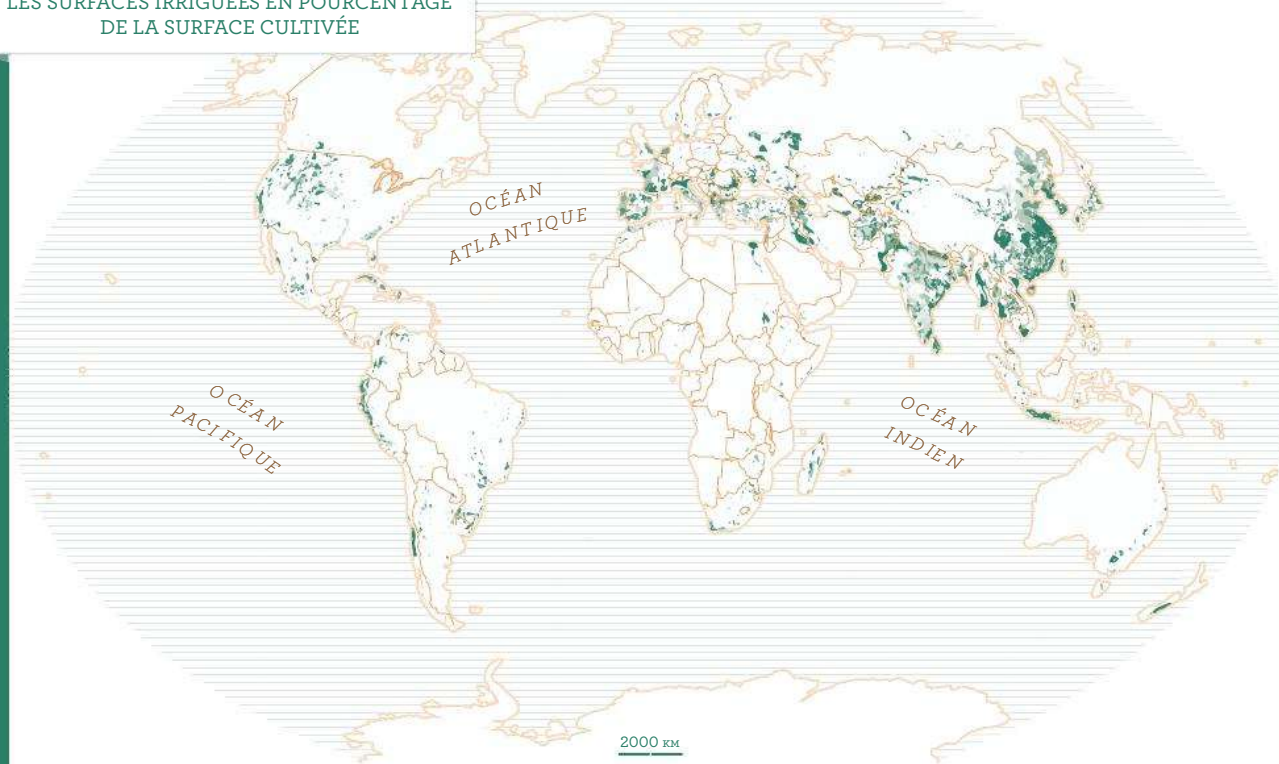 LES SURFACES IRRIGUÉES EN POURCENTAGE
DE LA SURFACE CULTIVÉE
OCÉAN
ATLANTIQUE
OCÉAN
PACIFIQUE
OCÉAN
INDIEN
2000 KM